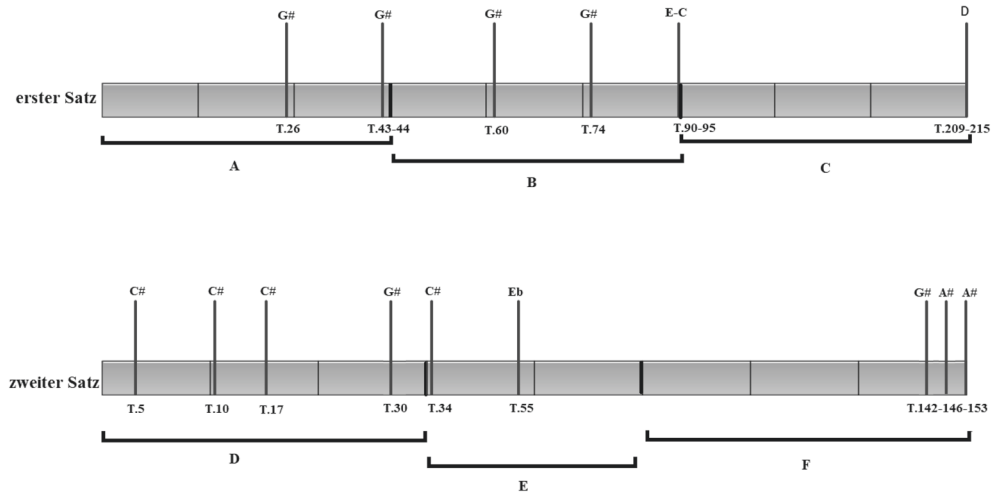 G# G# G# G# E-C D
erster Satz
T.26 T.43-44 T.60 T.74 T.90-95 T.209-215
A B C
C# C# C# G# C# Eb G# A# A#
zweiter Satz
T.5 T.10 T.17 T.30 T.34 T.55 T.142-146-153
D E F